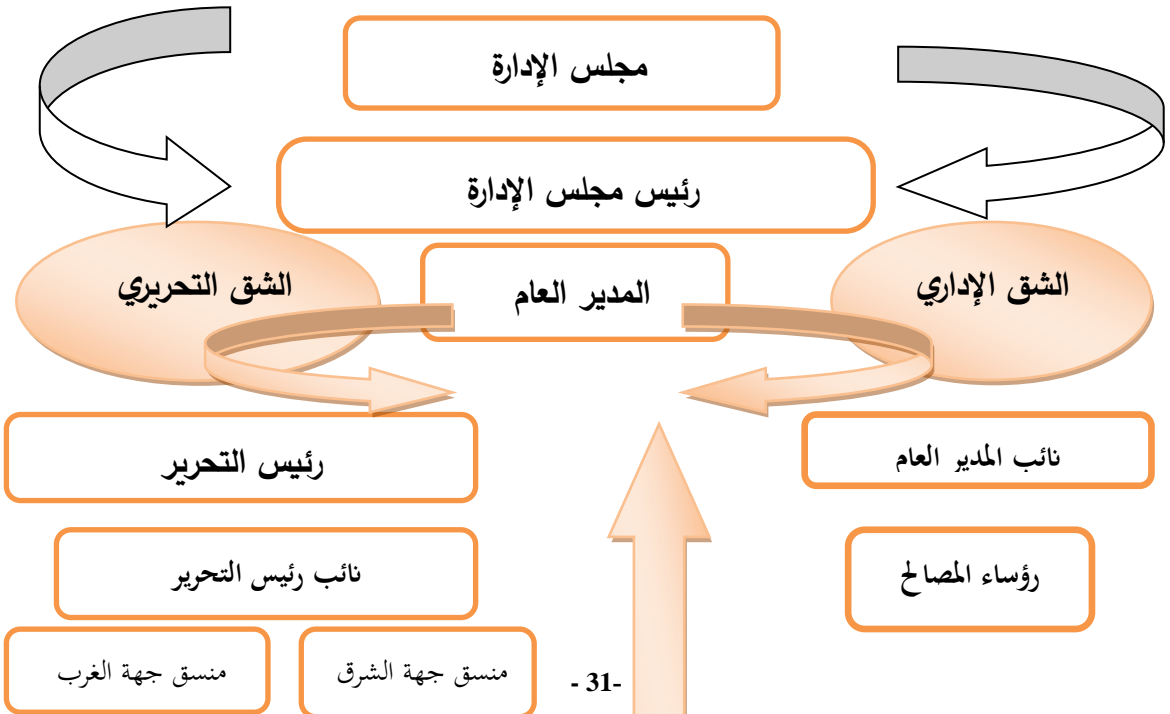 مجلس الإدارة
رئيس مجلس الإدارة
الشق الإداري
المدير العام
الشق التحريري
نائب المدير العام
رئيس التحرير
رؤساء المصالح
نائب رئيس التحرير
منسق جهة الشرق
منسق جهة الغرب
- 31-